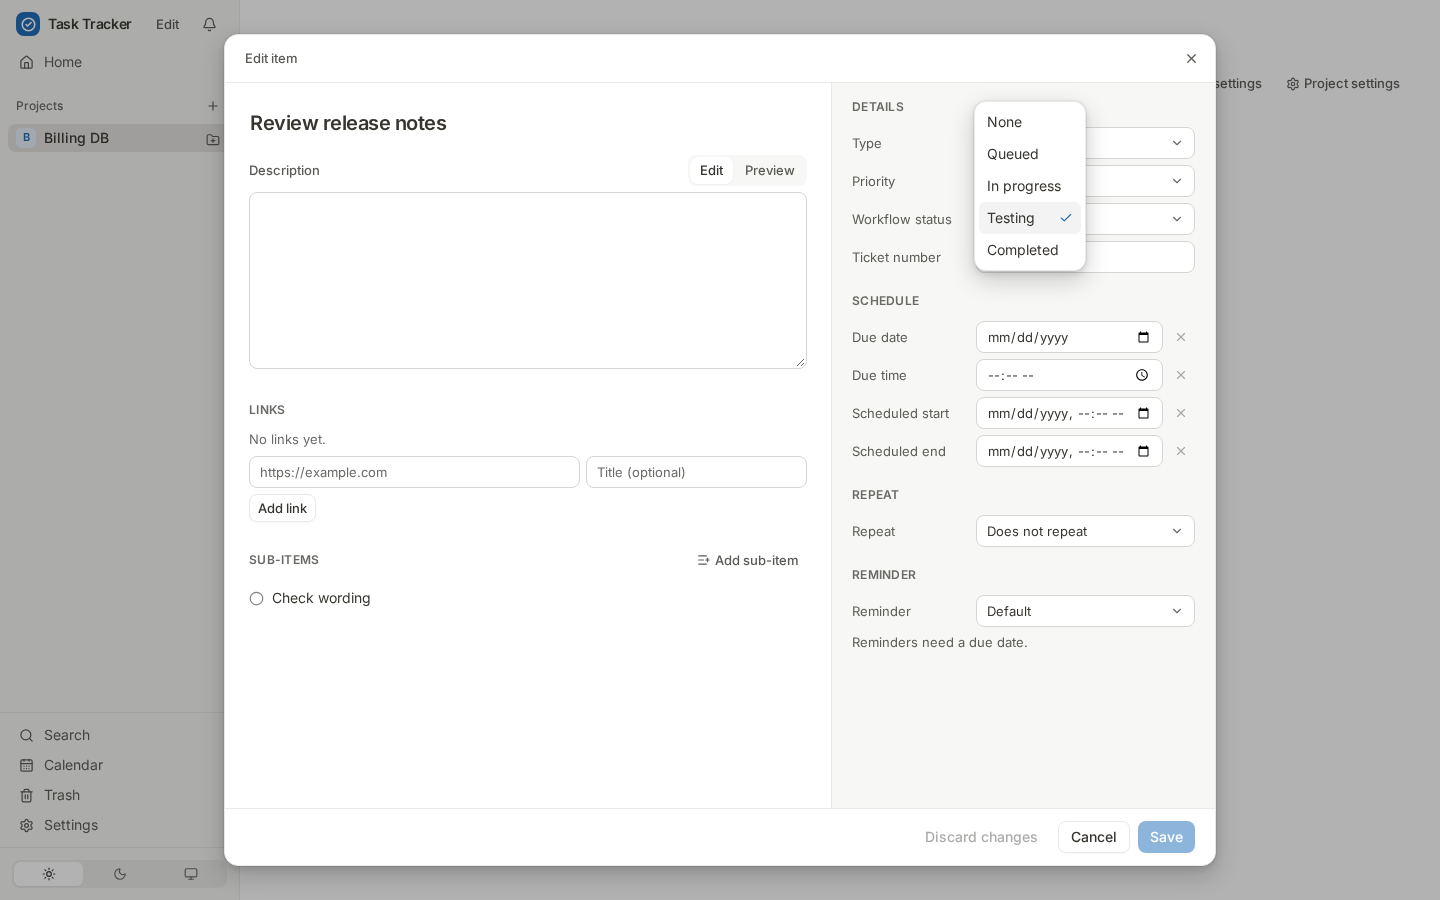 Task Tracker
Edit
Home
Projects
B
Billing DB
Search
Calendar
Trash
Settings
settings
Project settings
Edit item
Review release notes
Description
Edit
Preview
LINKS
No links yet.
https://example.com
Title (optional)
Add link
SUB-ITEMS
Add sub-item
Check wording
DETAILS
Type
Priority
Workflow status
Ticket number
None
Queued
In progress
Testing
Completed
SCHEDULE
Due date
mm/dd/yyyy
Due time
--:-- --
Scheduled start
mm/dd/yyyy, --:-- --
Scheduled end
mm/dd/yyyy, --:-- --
REPEAT
Repeat
Does not repeat
REMINDER
Reminder
Default
Reminders need a due date.
Discard changes
Cancel
Save